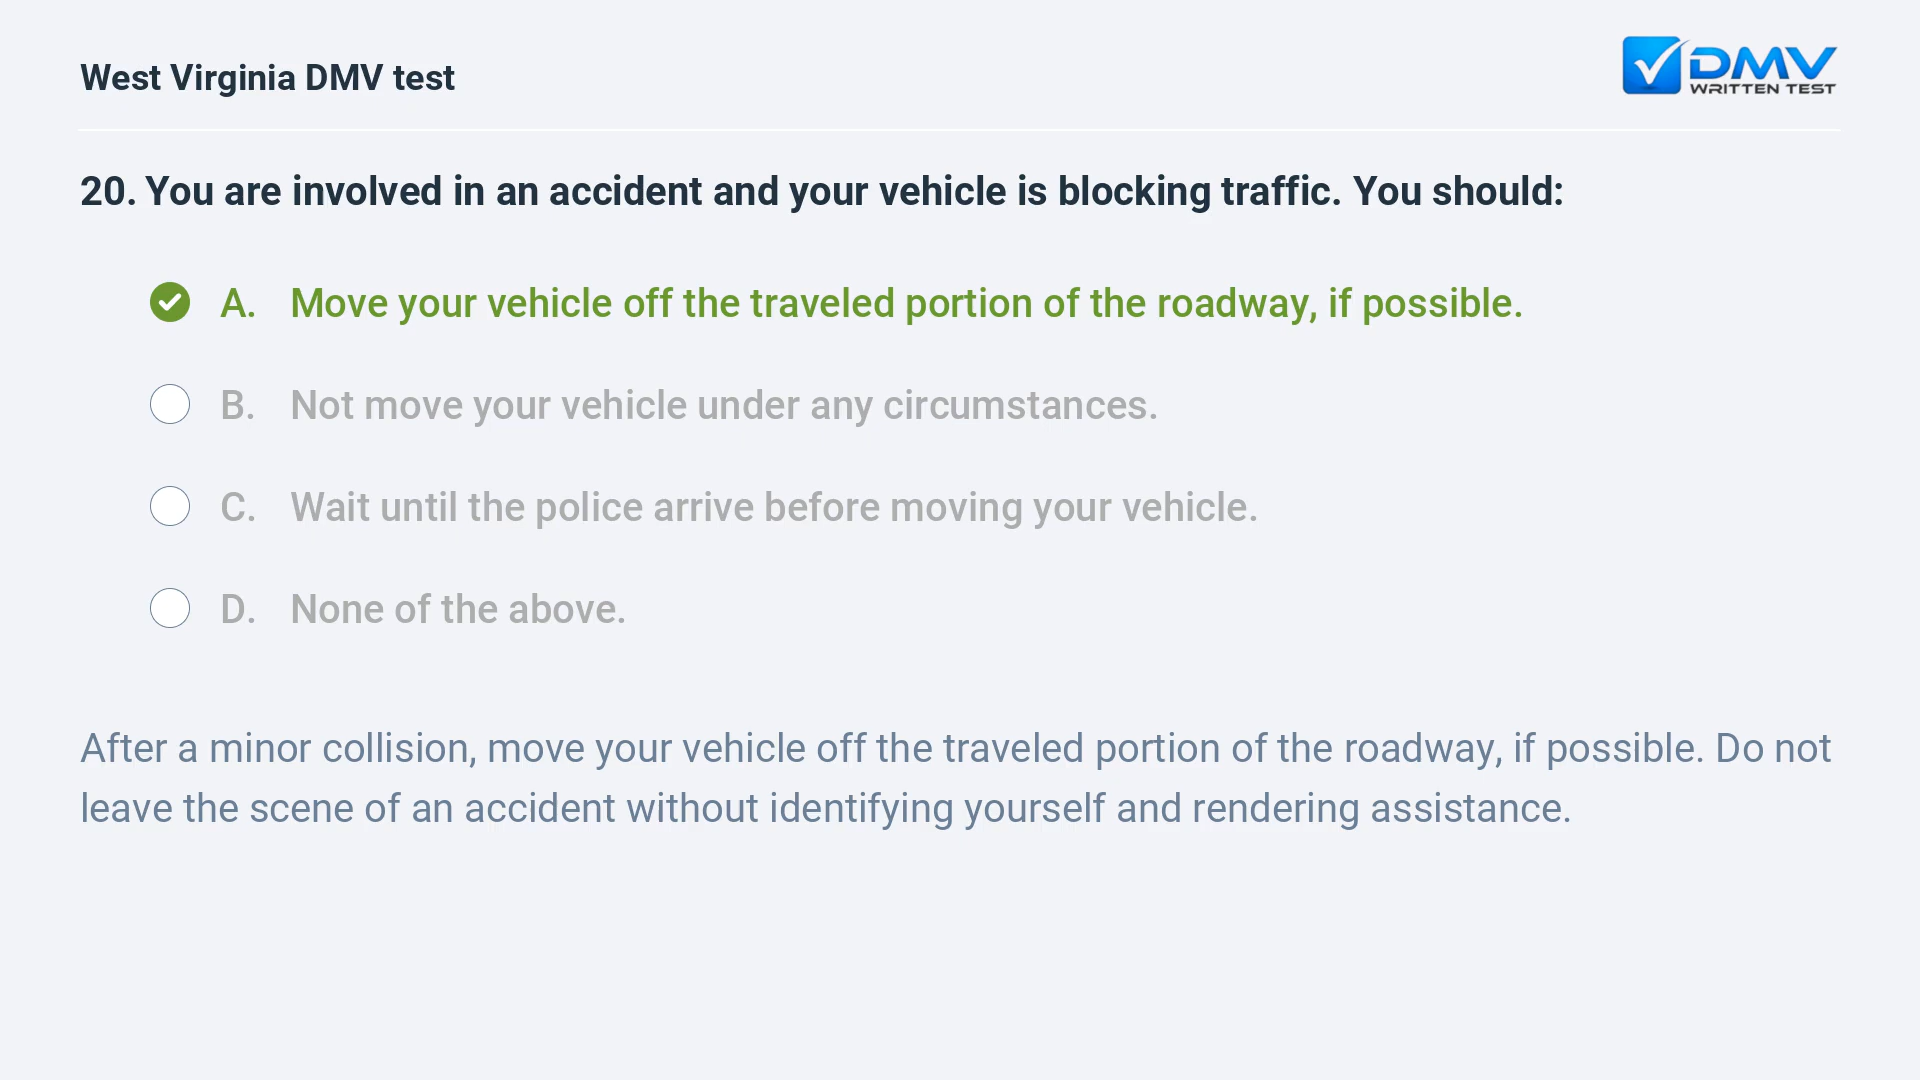 West Virginia DMV test
DMV
WRITTEN TEST
20. You are involved in an accident and your vehicle is blocking traffic. You should:
A. Move your vehicle off the traveled portion of the roadway, if possible.
B. Not move your vehicle under any circumstances.
C. Wait until the police arrive before moving your vehicle.
D. None of the above.
After a minor collision, move your vehicle off the traveled portion of the roadway, if possible. Do not
leave the scene of an accident without identifying yourself and rendering assistance.